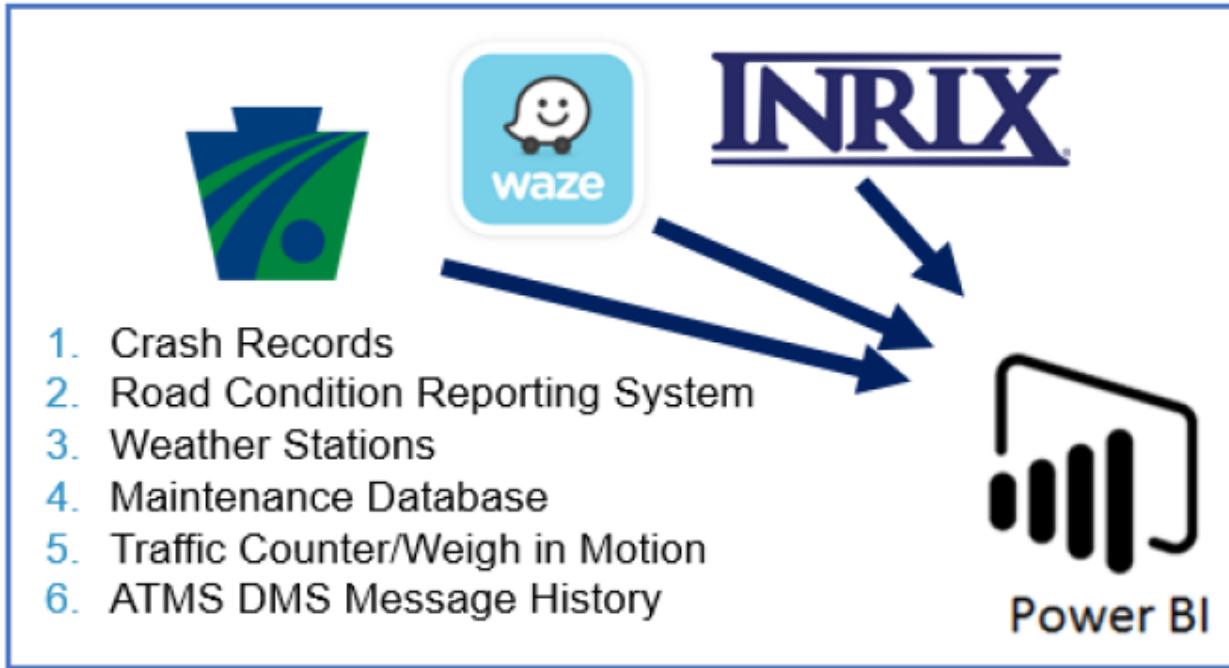 waze
INRIX
1. Crash Records
2. Road Condition Reporting System
3. Weather Stations
4. Maintenance Database
5. Traffic Counter/Weigh in Motion
6. ATMS DMS Message History
Power BI